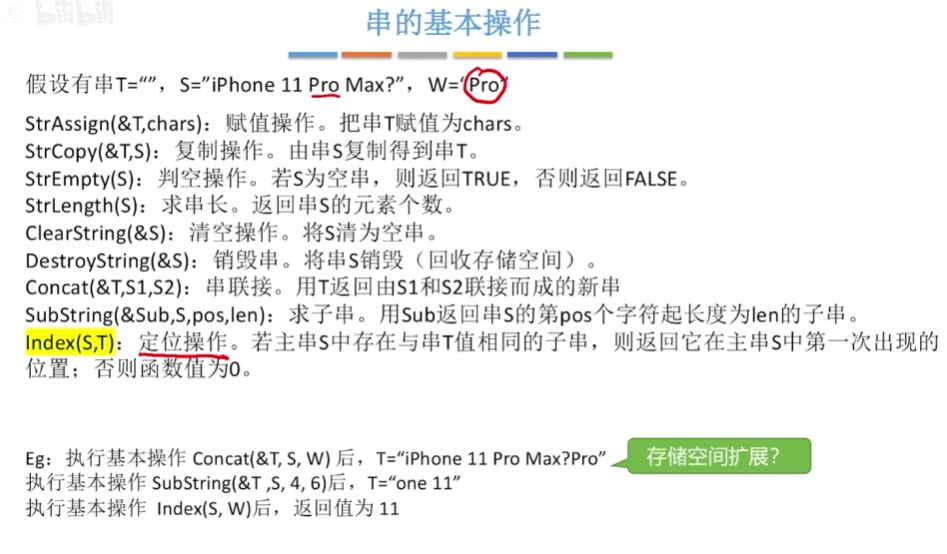 bilibili
串的基本操作
假设有串T=“”，S=”iPhone 11 Pro Max?”，W=‘Pro”
StrAssign(&T,chars)：赋值操作。把串T赋值为chars。
StrCopy(&T,S)：复制操作。由串S复制得到串T。
StrEmpty(S)：判空操作。若S为空串，则返回TRUE，否则返回FALSE。
StrLength(S)：求串长。返回串S的元素个数。
ClearString(&S)：清空操作。将S清为空串。
DestroyString(&S)：销毁串。将串S销毁（回收存储空间）。
Concat(&T,S1,S2)：串联接。用T返回由S1和S2联接而成的新串
SubString(&Sub,S,pos,len)：求子串。用Sub返回串S的第pos个字符起长度为len的子串。
Index(S,T)：定位操作。若主串S中存在与串T值相同的子串，则返回它在主串S中第一次出现的
位置；否则函数值为0。
Eg：执行基本操作 Concat(&T, S, W) 后，T=“iPhone 11 Pro Max?Pro”
存储空间扩展？
执行基本操作 SubString(&T ,S, 4, 6)后，T=“one 11”
执行基本操作 Index(S, W)后，返回值为 11